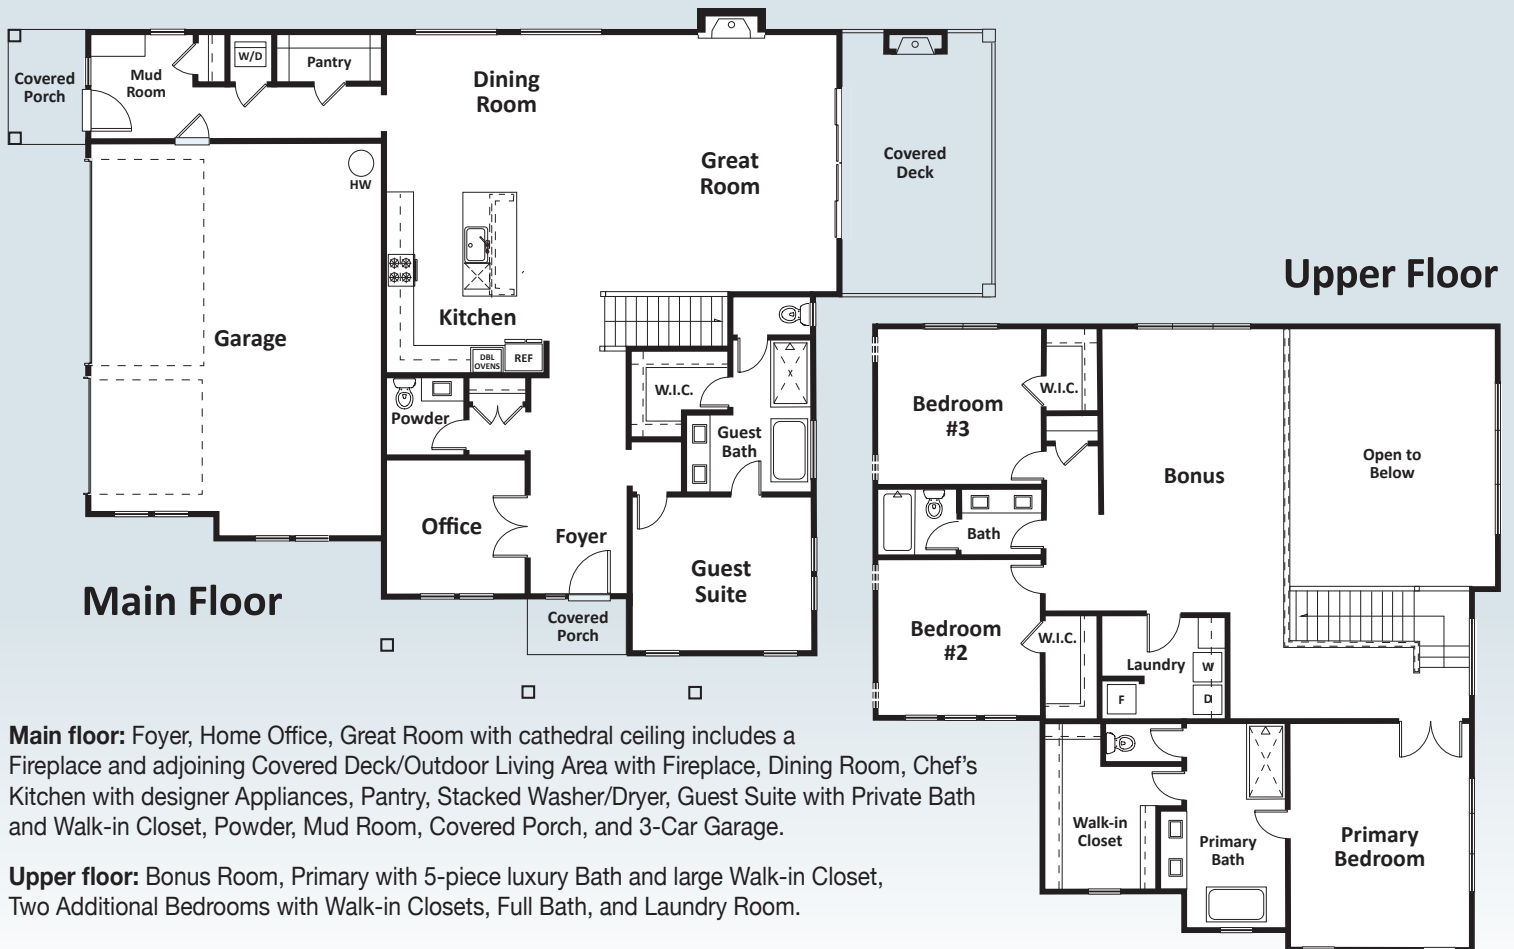 Covered
Porch
Mud
Room
W/D
Pantry
Dining
Room
Great
Room
Covered
Deck
HW
Garage
Kitchen
DBL
OVENS
REF
Powder
W.I.C.
Guest
Bath
Office
Foyer
Guest
Suite
Covered
Porch
Main Floor
Upper Floor
Bedroom
#3
W.I.C.
Bonus
Open to
Below
Bath
Bedroom
#2
W.I.C.
Laundry
W
D
F
Walk-in
Closet
Primary
Bath
Primary
Bedroom
Main floor: Foyer, Home Office, Great Room with cathedral ceiling includes a
Fireplace and adjoining Covered Deck/Outdoor Living Area with Fireplace, Dining Room, Chef's
Kitchen with designer Appliances, Pantry, Stacked Washer/Dryer, Guest Suite with Private Bath
and Walk-in Closet, Powder, Mud Room, Covered Porch, and 3-Car Garage.
Upper floor: Bonus Room, Primary with 5-piece luxury Bath and large Walk-in Closet,
Two Additional Bedrooms with Walk-in Closets, Full Bath, and Laundry Room.